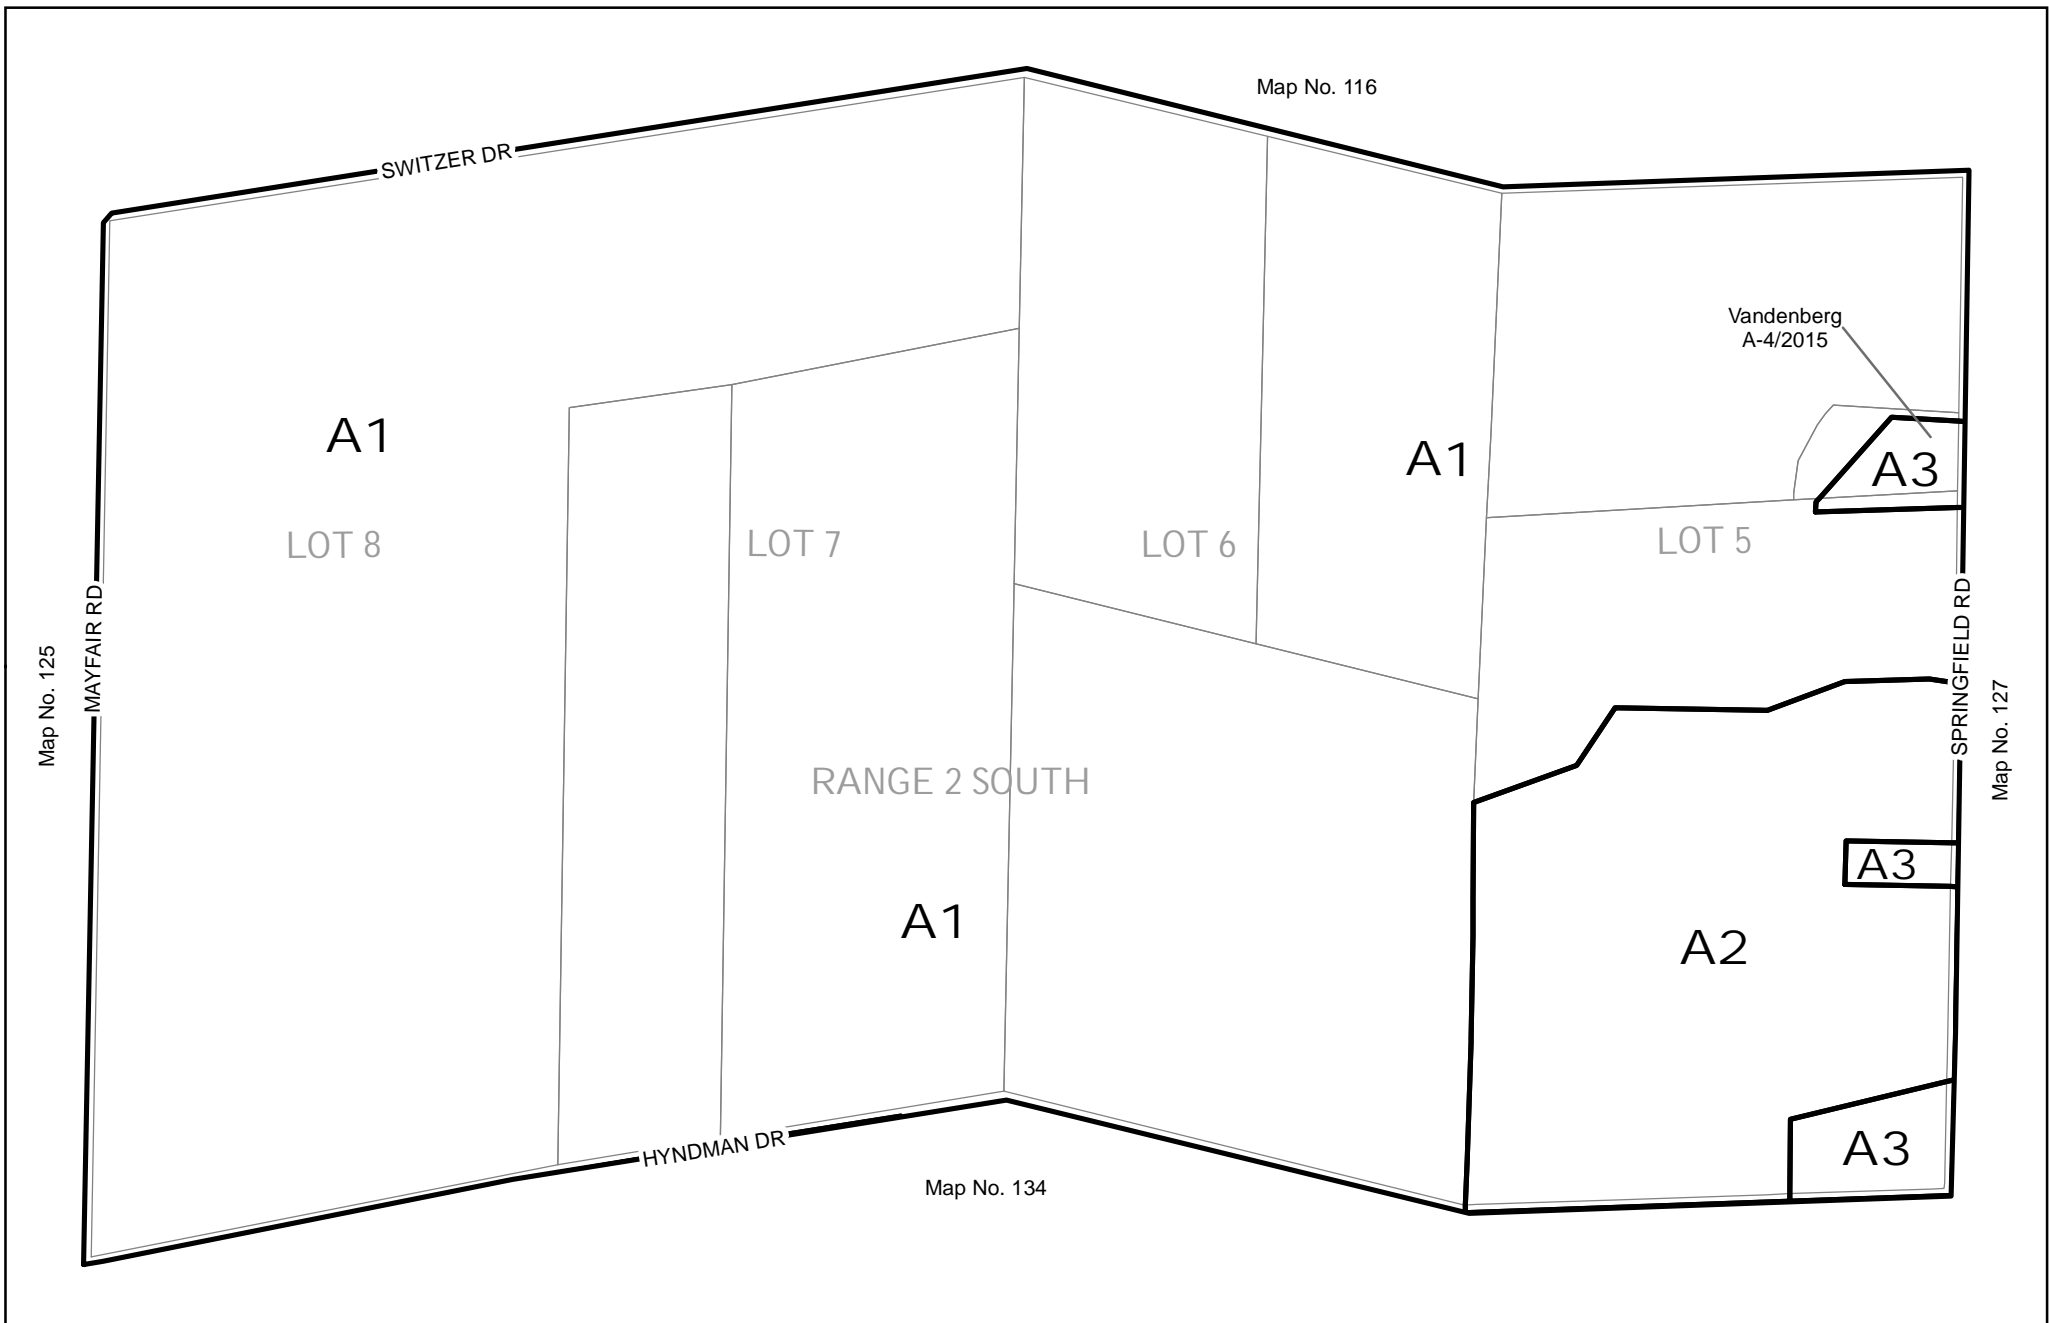 Map No. 116
SWITZER DR
Vandenberg
A-4/2015
A1
A1
A3
LOT 8
LOT 7
LOT 6
LOT 5
MAYFAIR RD
Map No. 125
SPRINGFIELD RD
Map No. 127
RANGE 2 SOUTH
A3
A1
A2
HYNDMAN DR
A3
Map No. 134